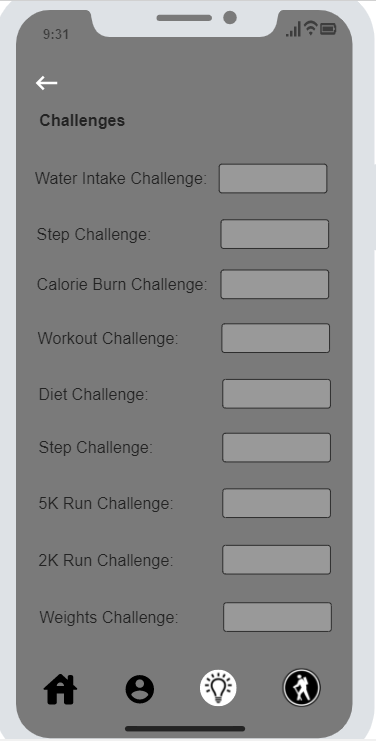 9:31
Challenges
Water Intake Challenge:
Step Challenge:
Calorie Burn Challenge:
Workout Challenge:
Diet Challenge:
Step Challenge:
5K Run Challenge:
2K Run Challenge:
Weights Challenge: